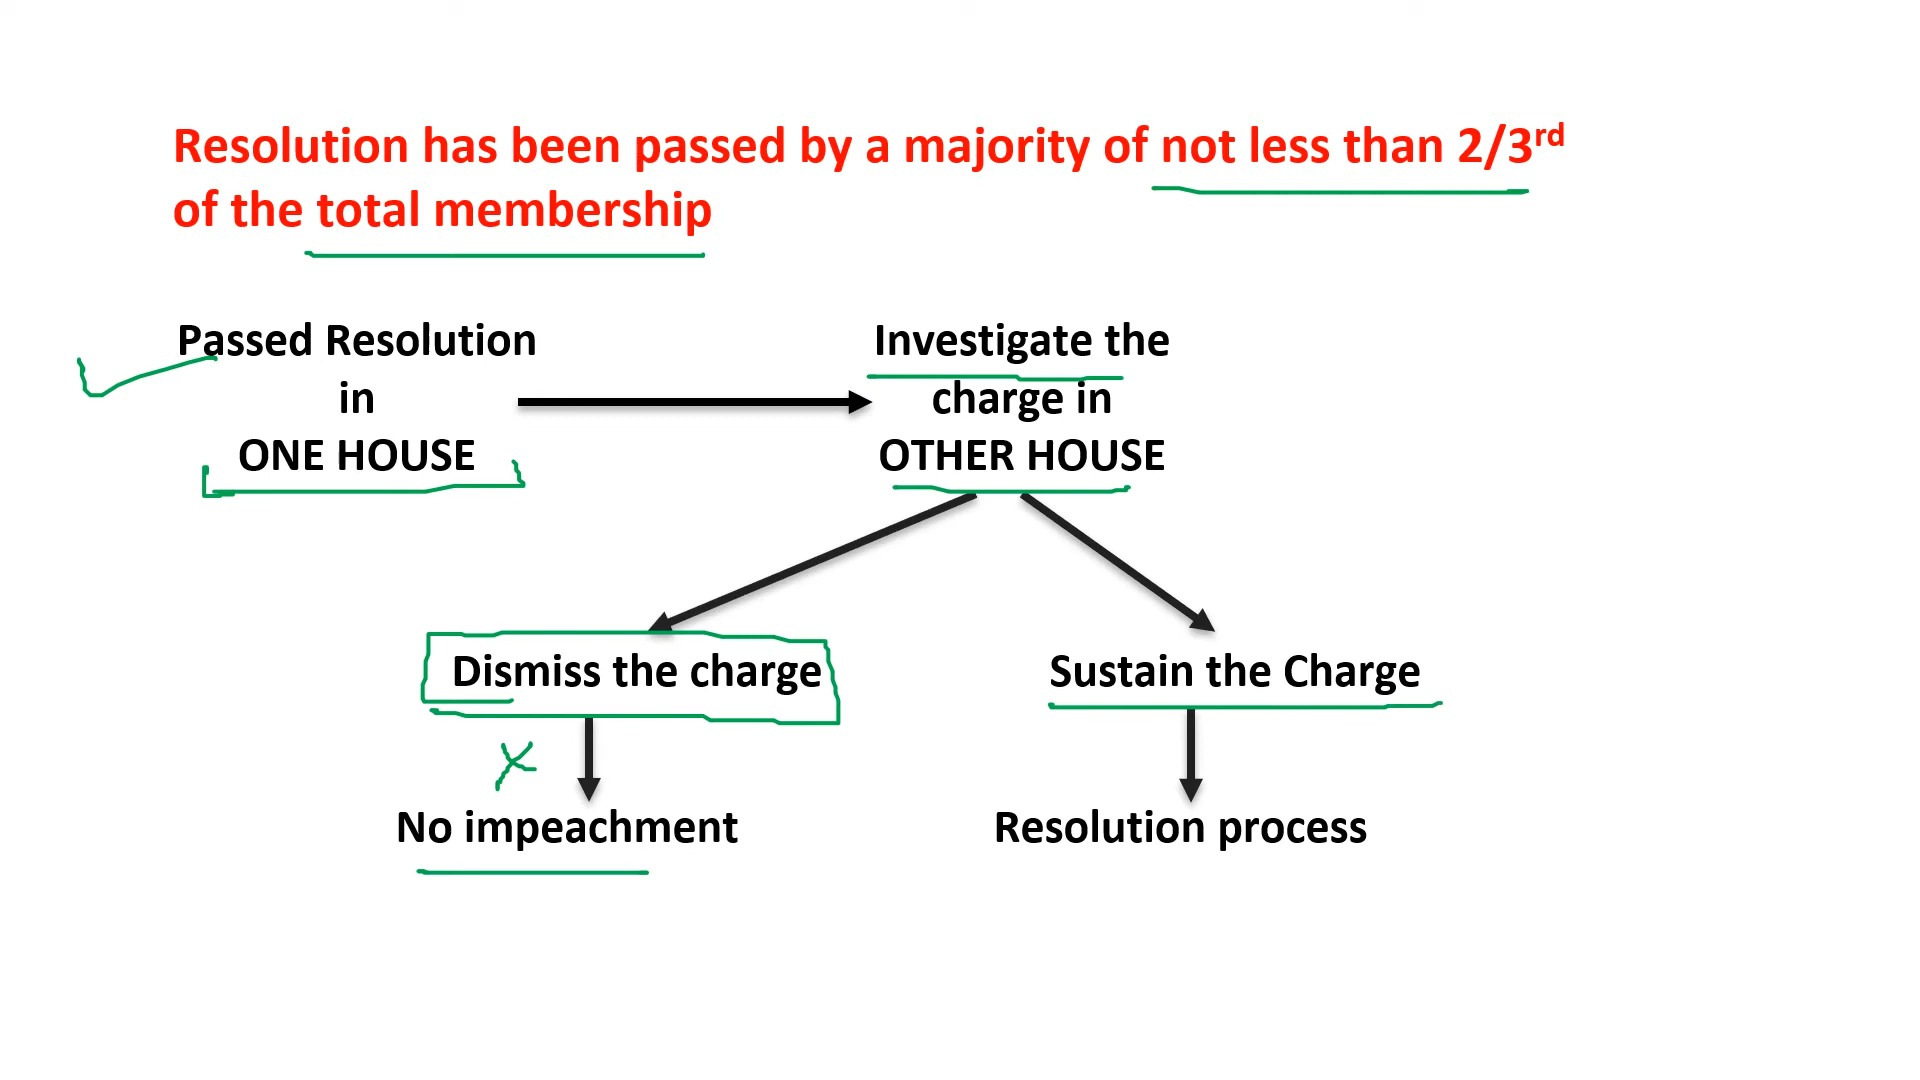 Resolution has been passed by a majority of not less than 2/3rd
of the total membership
Passed Resolution
in
ONE HOUSE
Investigate the
charge in
OTHER HOUSE
Dismiss the charge
Sustain the Charge
No impeachment
Resolution process